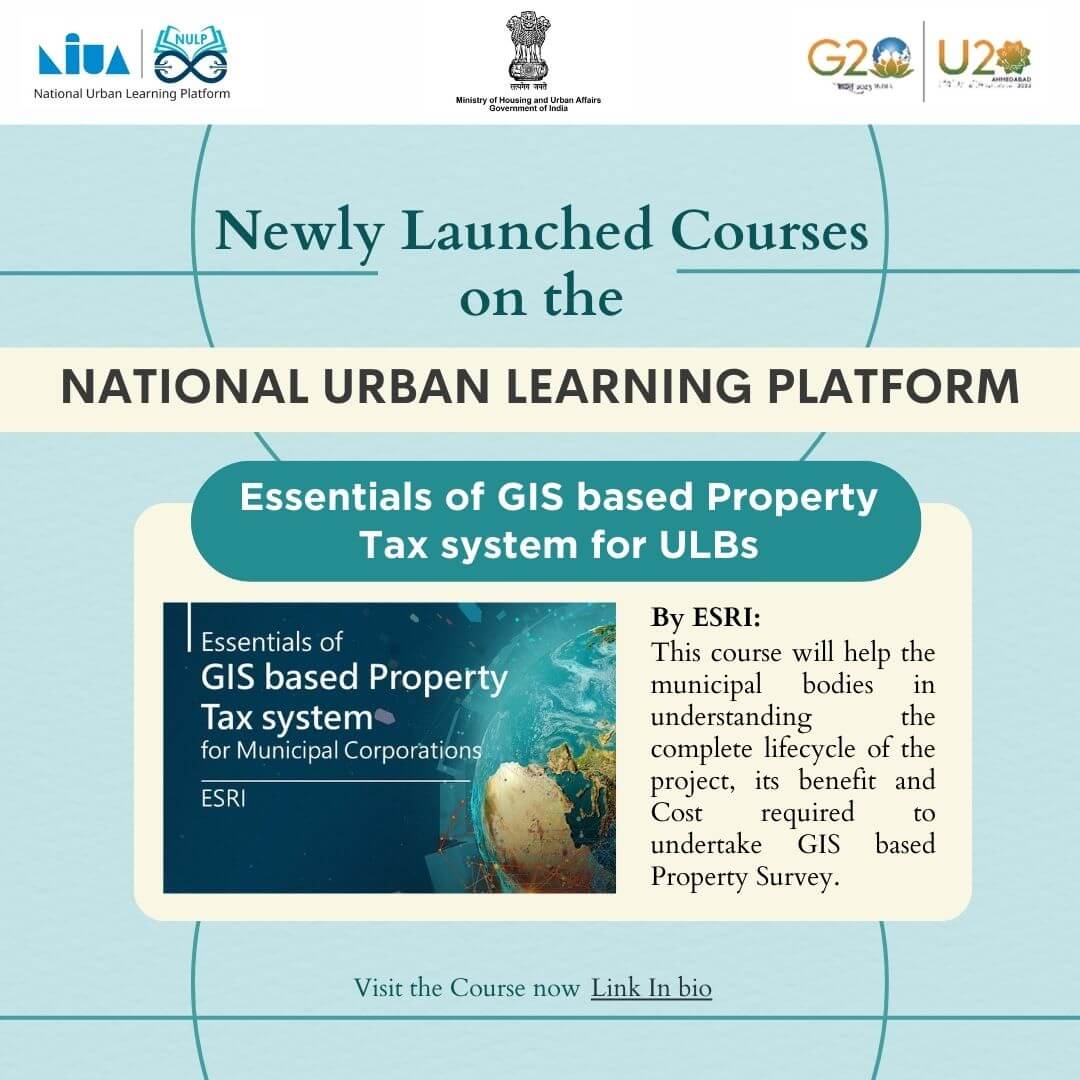 NIUA
NULP
National Urban Learning Platform
सत्यमेव जयते
Ministry of Housing and Urban Affairs
Government of India
G20
U20
AHMEDABAD
2023
Newly Launched Courses
on the
NATIONAL URBAN LEARNING PLATFORM
Essentials of GIS based Property
Tax system for ULBs
Essentials of
GIS based Property
Tax system
for Municipal Corporations
ESRI
By ESRI:
This course will help the
municipal bodies in
understanding the
complete lifecycle of the
project, its benefit and
Cost required to
undertake GIS based
Property Survey.
Visit the Course now Link In bio